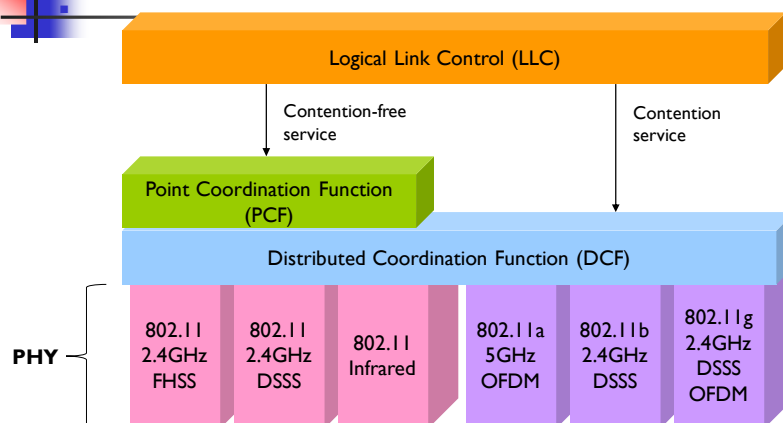 Logical Link Control (LLC)
Contention-free
service
Contention
service
Point Coordination Function
(PCF)
Distributed Coordination Function (DCF)
PHY
802.11
2.4GHz
FHSS
802.11
2.4GHz
DSSS
802.11
Infrared
802.11a
5GHz
OFDM
802.11b
2.4GHz
DSSS
802.11g
2.4GHz
DSSS
OFDM